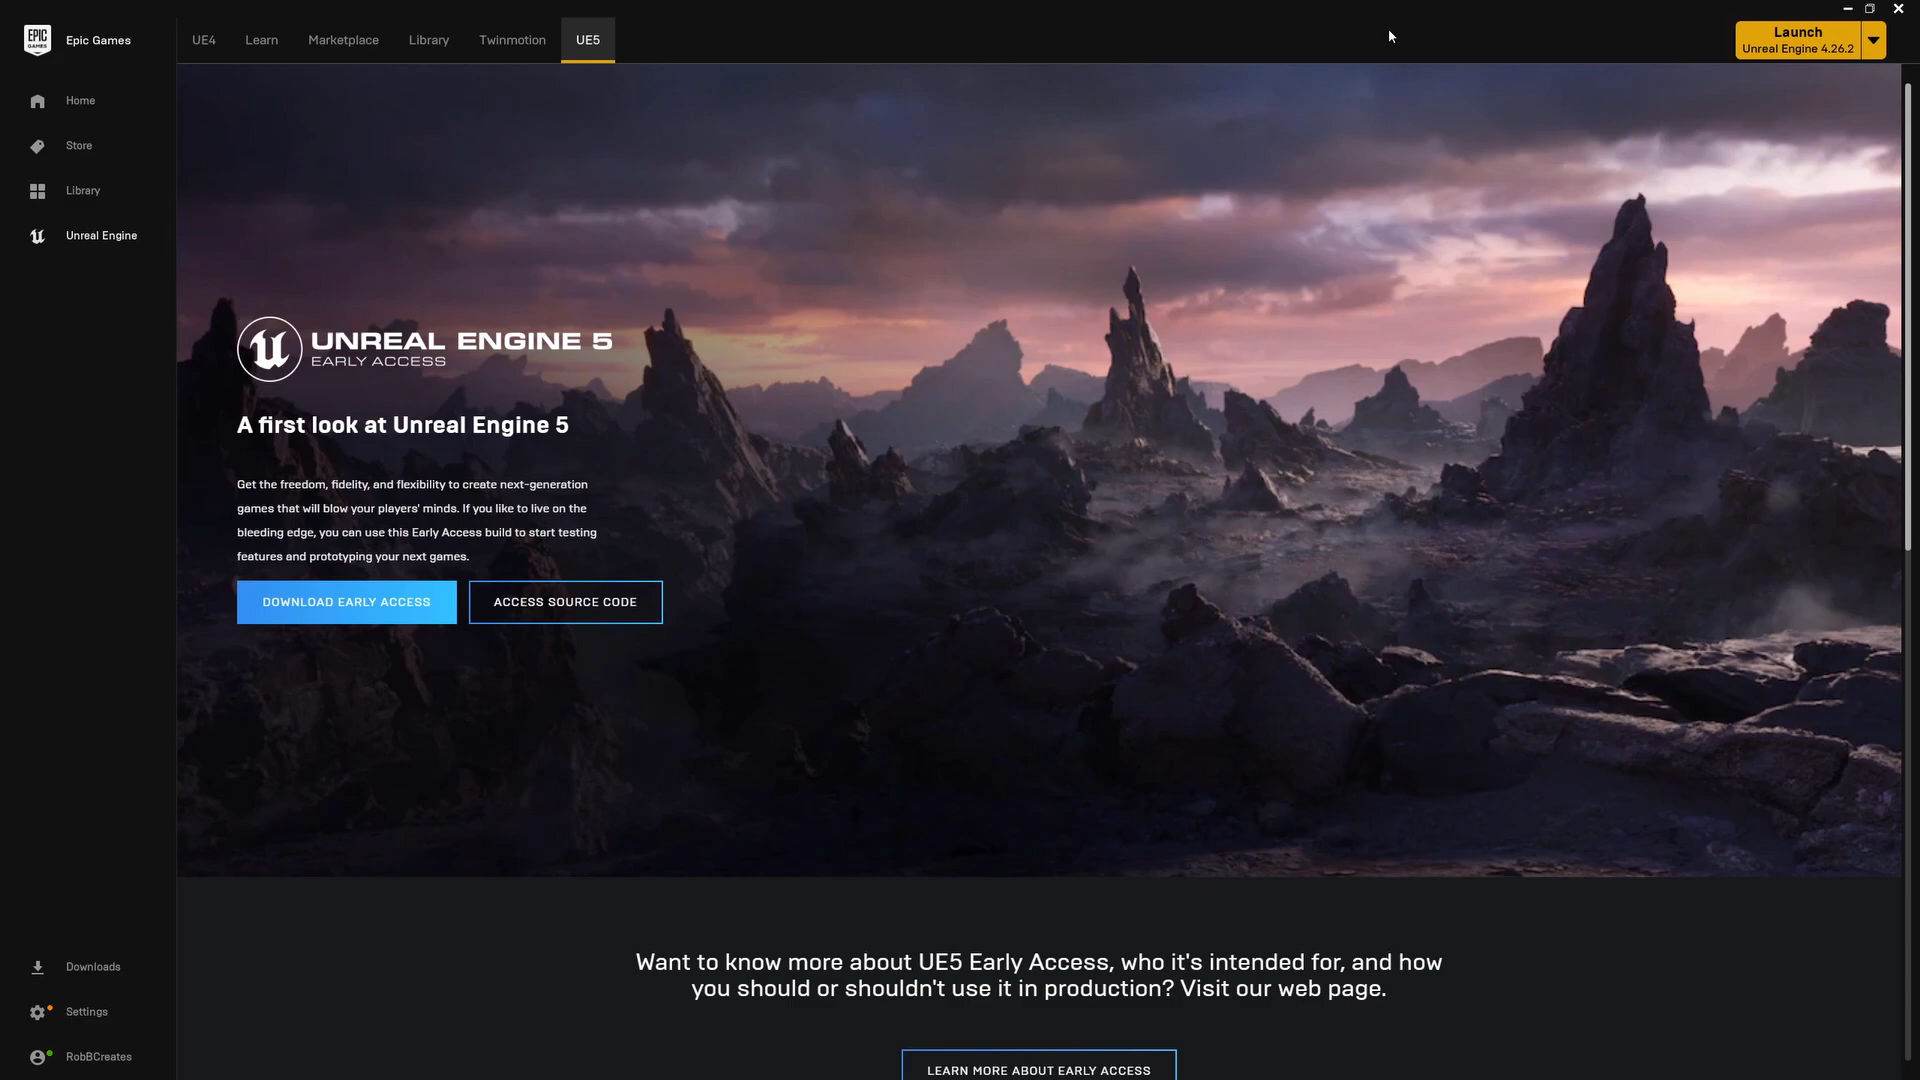 EPIC GAMES
Epic Games
UE4
Learn
Marketplace
Library
Twinmotion
UE5
Launch
Unreal Engine 4.26.2
Home
Store
Library
Unreal Engine
UNREAL ENGINE 5
EARLY ACCESS
A first look at Unreal Engine 5
Get the freedom, fidelity, and flexibility to create next-generation
games that will blow your players' minds. If you like to live on the
bleeding edge, you can use this Early Access build to start testing
features and prototyping your next games.
DOWNLOAD EARLY ACCESS
ACCESS SOURCE CODE
Want to know more about UE5 Early Access, who it's intended for, and how
you should or shouldn't use it in production? Visit our web page.
LEARN MORE ABOUT EARLY ACCESS
Downloads
Settings
RobBCreates